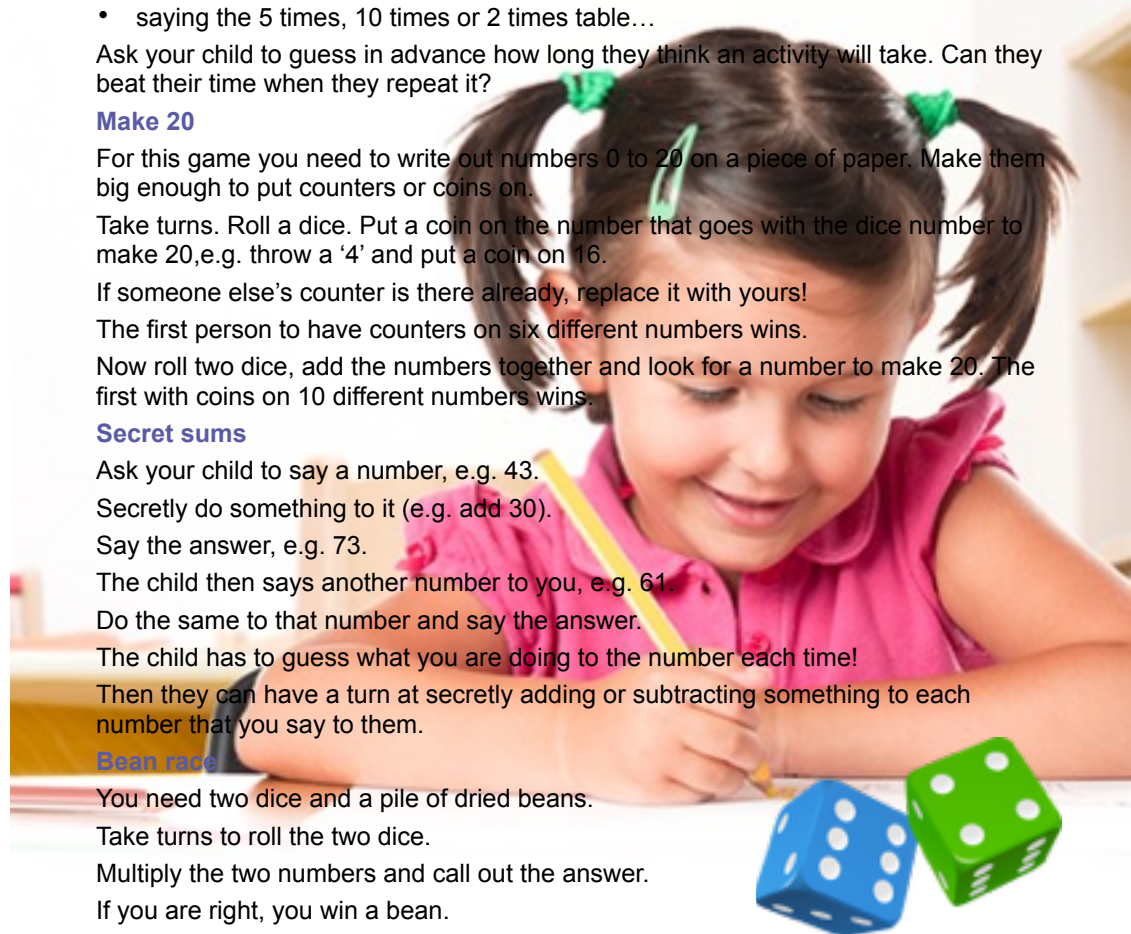 • saying the 5 times, 10 times or 2 times table…
Ask your child to guess in advance how long they think an activity will take. Can they
beat their time when they repeat it?
Make 20
For this game you need to write out numbers 0 to 20 on a piece of paper. Make them
big enough to put counters or coins on.
Take turns. Roll a dice. Put a coin on the number that goes with the dice number to
make 20,e.g. throw a ‘4’ and put a coin on 16.
If someone else’s counter is there already, replace it with yours!
The first person to have counters on six different numbers wins.
Now roll two dice, add the numbers together and look for a number to make 20. The
first with coins on 10 different numbers wins.
Secret sums
Ask your child to say a number, e.g. 43.
Secretly do something to it (e.g. add 30).
Say the answer, e.g. 73.
The child then says another number to you, e.g. 61.
Do the same to that number and say the answer.
The child has to guess what you are doing to the number each time!
Then they can have a turn at secretly adding or subtracting something to each
number that you say to them.
Bean race
You need two dice and a pile of dried beans.
Take turns to roll the two dice.
Multiply the two numbers and call out the answer.
If you are right, you win a bean.